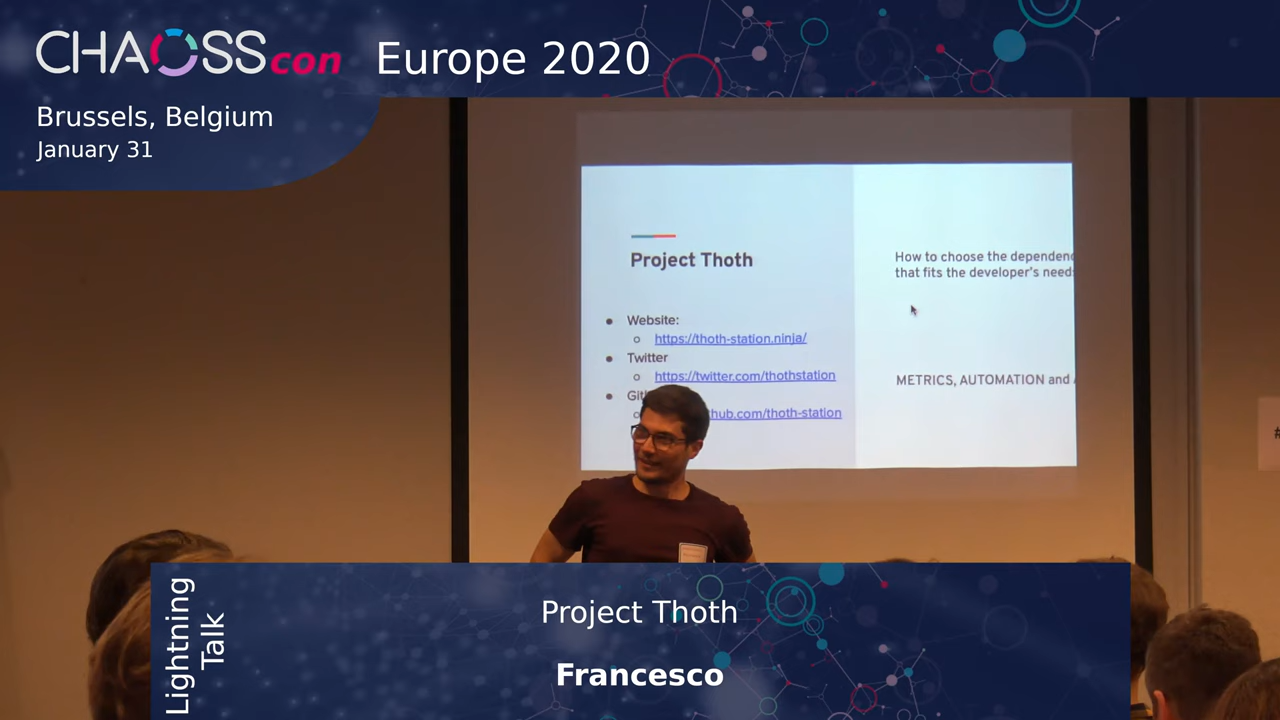 CHAOSScon Europe 2020
Brussels, Belgium
January 31
Project Thoth
Website:
https://thoth-station.ninja/
Twitter
https://twitter.com/thothstation
hub.com/thoth-station
How to choose the
that fits the developer's
METRICS, AUTOMATION and
#
Lightning
Talk
Project Thoth
Francesco